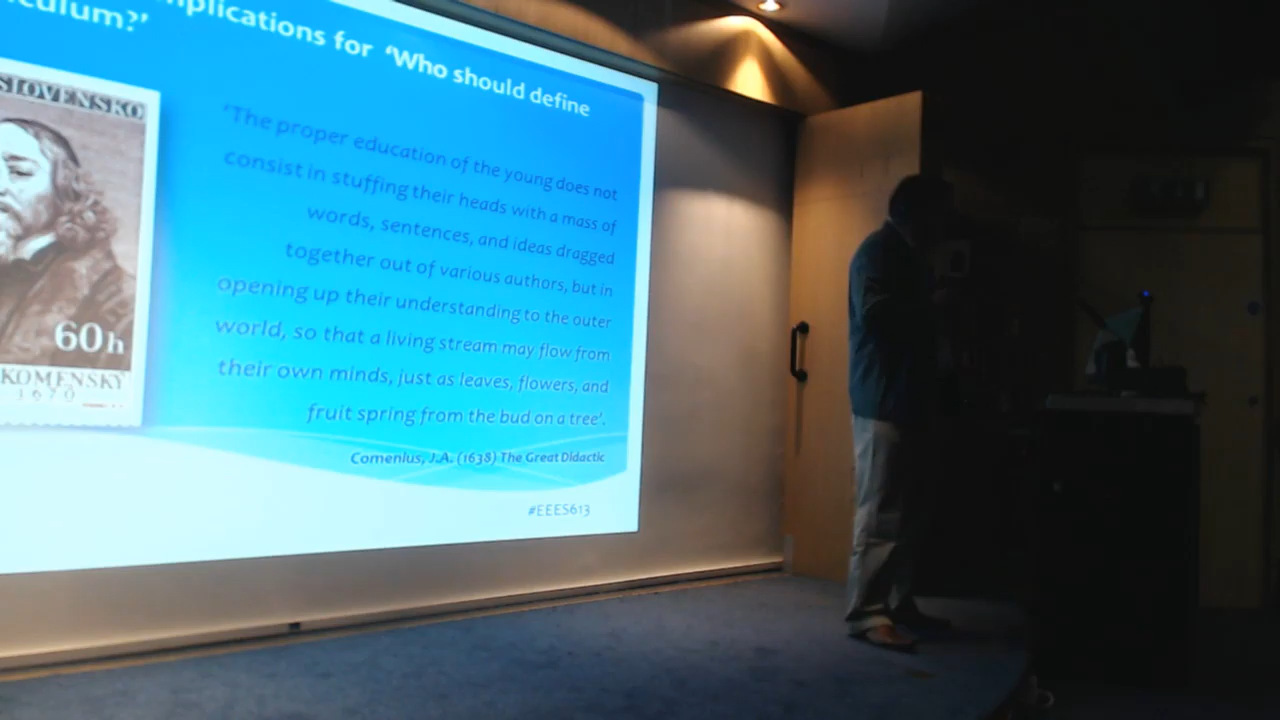 mplications for 'Who should define
iculum?'
SLOVENSKO
60h
KOMENSKÝ
1670
'The proper education of the young does not
consist in stuffing their heads with a mass of
words, sentences, and ideas dragged
together out of various authors, but in
opening up their understanding to the outer
world, so that a living stream may flow from
their own minds, just as leaves, flowers, and
fruit spring from the bud on a tree'.
Comenius, J.A. (1638) The Great Didactic
#EEES613